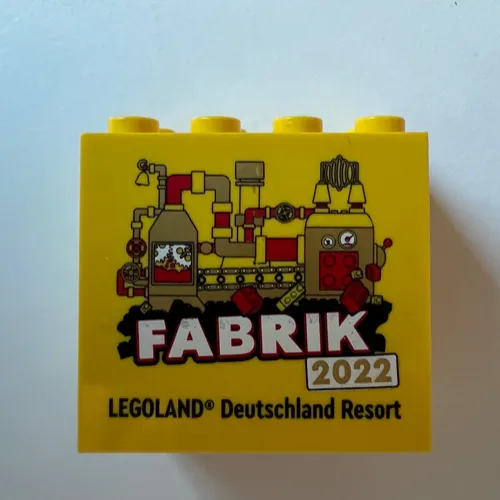 FABRIK
2022
LEGOLAND® Deutschland Resort